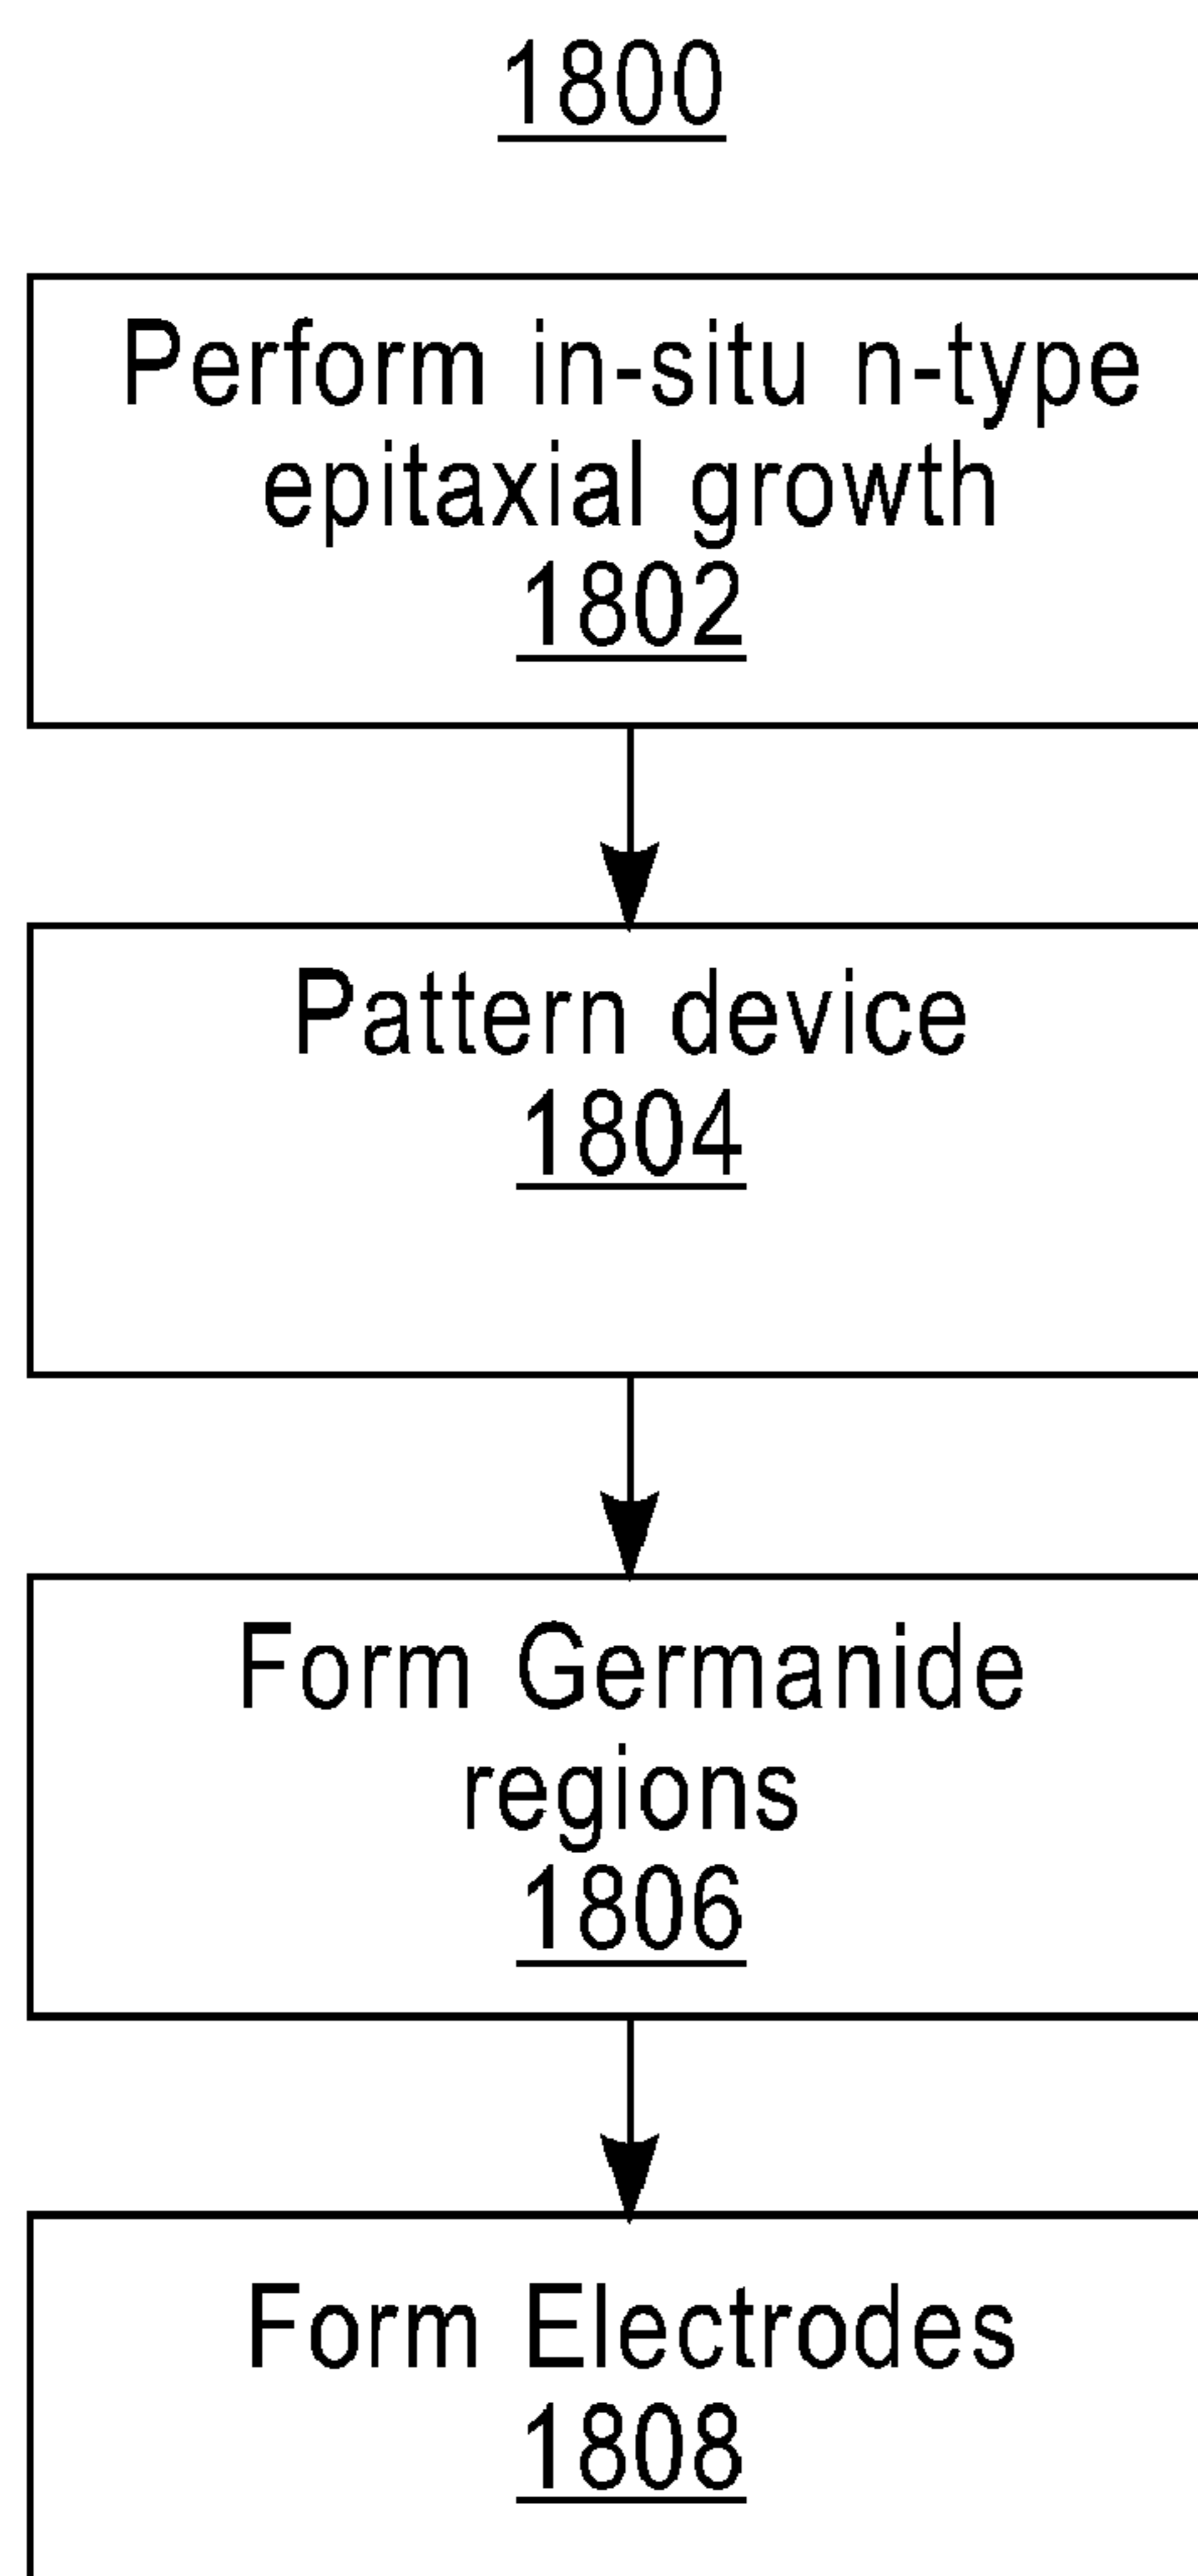 1800
Perform in-situ n-type
epitaxial growth
1802
Pattern device
1804
Form Germanide
regions
1806
Form Electrodes
1808